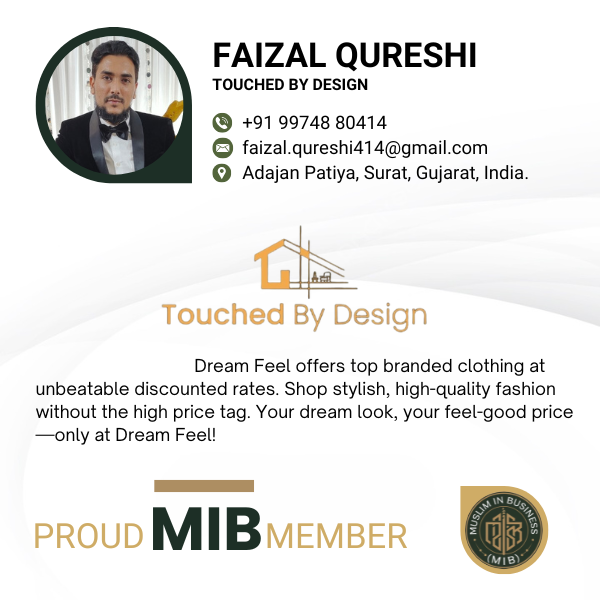 FAIZAL QURESHI
TOUCHED BY DESIGN
+91 99748 80414
faizal.qureshi414@gmail.com
Adajan Patiya, Surat, Gujarat, India.
Touched By Design
Dream Feel offers top branded clothing at
unbeatable discounted rates. Shop stylish, high-quality fashion
without the high price tag. Your dream look, your feel-good price
—only at Dream Feel!
PROUD MIB MEMBER
MUSLIM IN BUSINESS
(MIB)